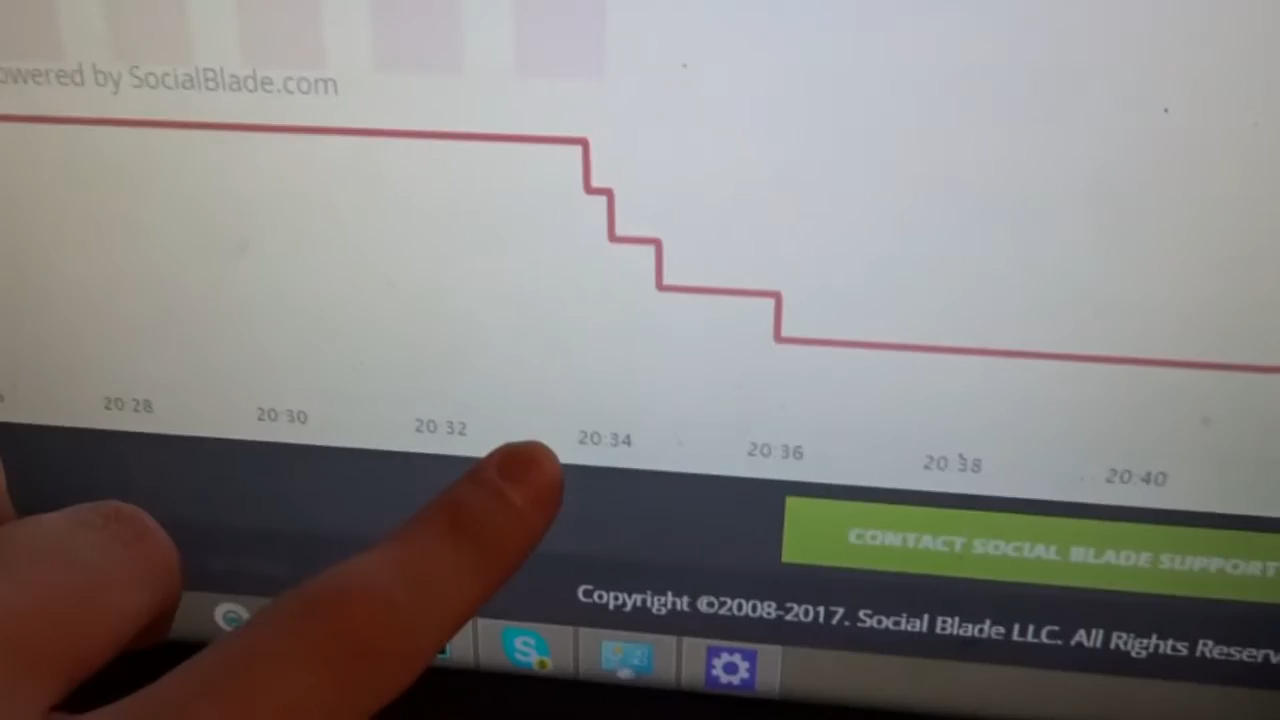 owered by SocialBlade.com
20:28
20:30
20:32
20:34
20:36
20:38
20:40
CONTACT SOCIAL BLADE SUPPORT
Copyright ©2008-2017. Social Blade LLC. All Rights Reserv
S